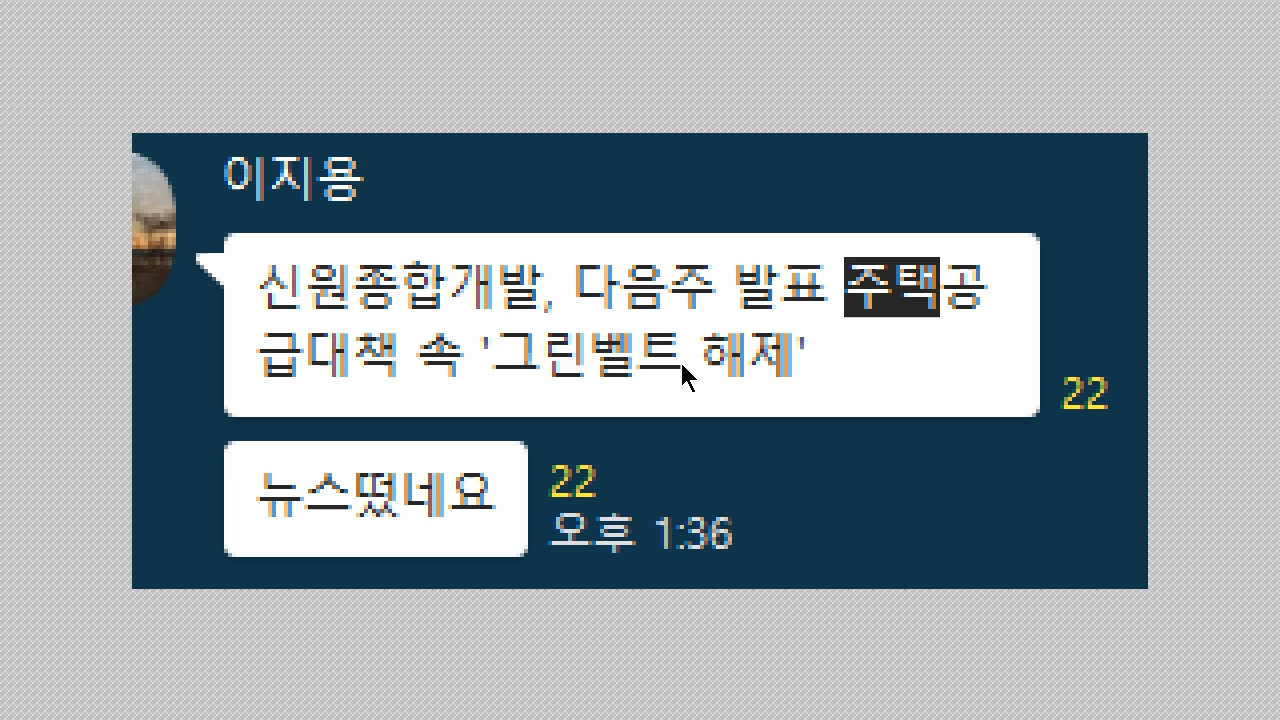 이지용
신원종합개발, 다음주 발표 주택공
급대책 속 '그린벨트 해제'
22
뉴스떴네요
22
오후 1:36